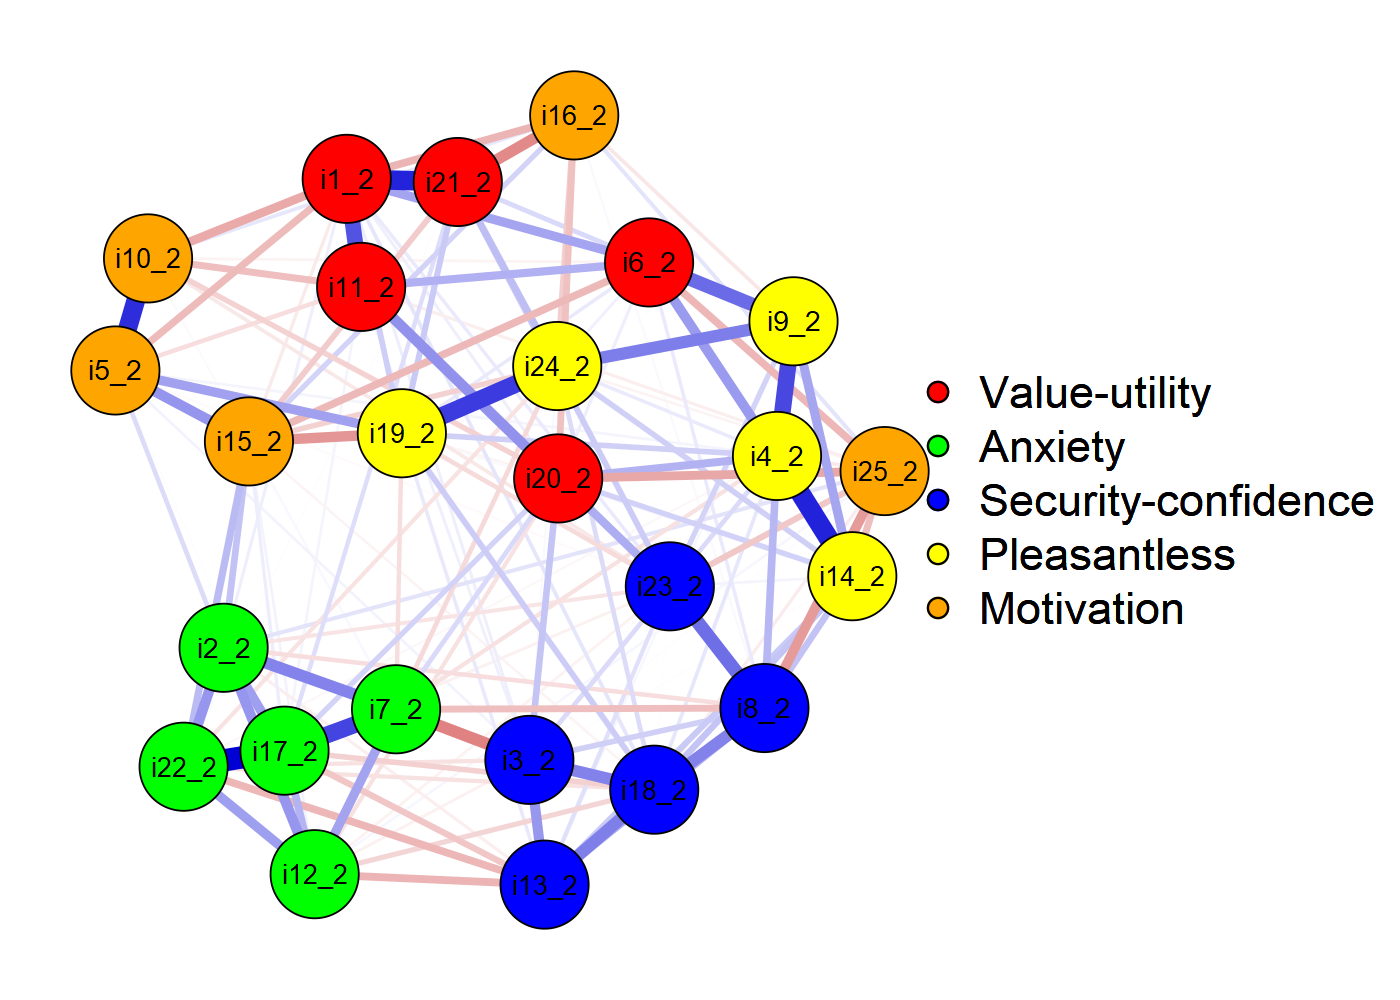 i16_2
i1_2
i21_2
i10_2
i6_2
i11_2
i9_2
i24_2
i5_2
i19_2
i15_2
i4_2
i25_2
i20_2
i14_2
i23_2
i2_2
i8_2
i7_2
i17_2
i22_2
i3_2
i18_2
i12_2
i13_2
Value-utility
Anxiety
Security-confidence
Pleasantless
Motivation